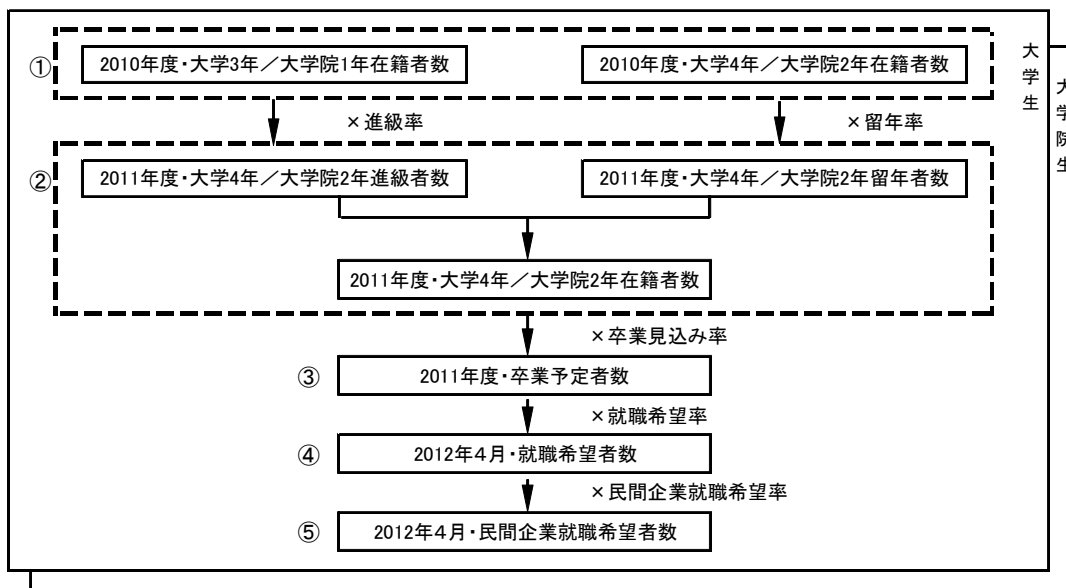 ①
2010年度・大学3年／大学院1年在籍者数
2010年度・大学4年／大学院2年在籍者数
大学生
大学院生
×進級率
×留年率
②
2011年度・大学4年／大学院2年進級者数
2011年度・大学4年／大学院2年留年者数
2011年度・大学4年／大学院2年在籍者数
×卒業見込み率
③
2011年度・卒業予定者数
×就職希望率
④
2012年4月・就職希望者数
×民間企業就職希望率
⑤
2012年4月・民間企業就職希望者数